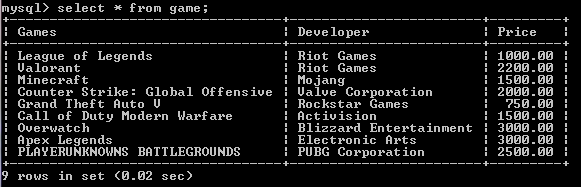 mysql> select * from game;
Games | Developer | Price
League of Legends | Riot Games | 1000.00
Valorant | Riot Games | 2200.00
Minecraft | Mojang | 1500.00
Counter Strike: Global Offensive | Valve Corporation | 2000.00
Grand Theft Auto V | Rockstar Games | 750.00
Call of Duty Modern Warfare | Activision | 1500.00
Overwatch | Blizzard Entertainment | 3000.00
Apex Legends | Electronic Arts | 3000.00
PLAYERUNKNOWNS BATTLEGROUNDS | PUBG Corporation | 2500.00
9 rows in set (0.02 sec)